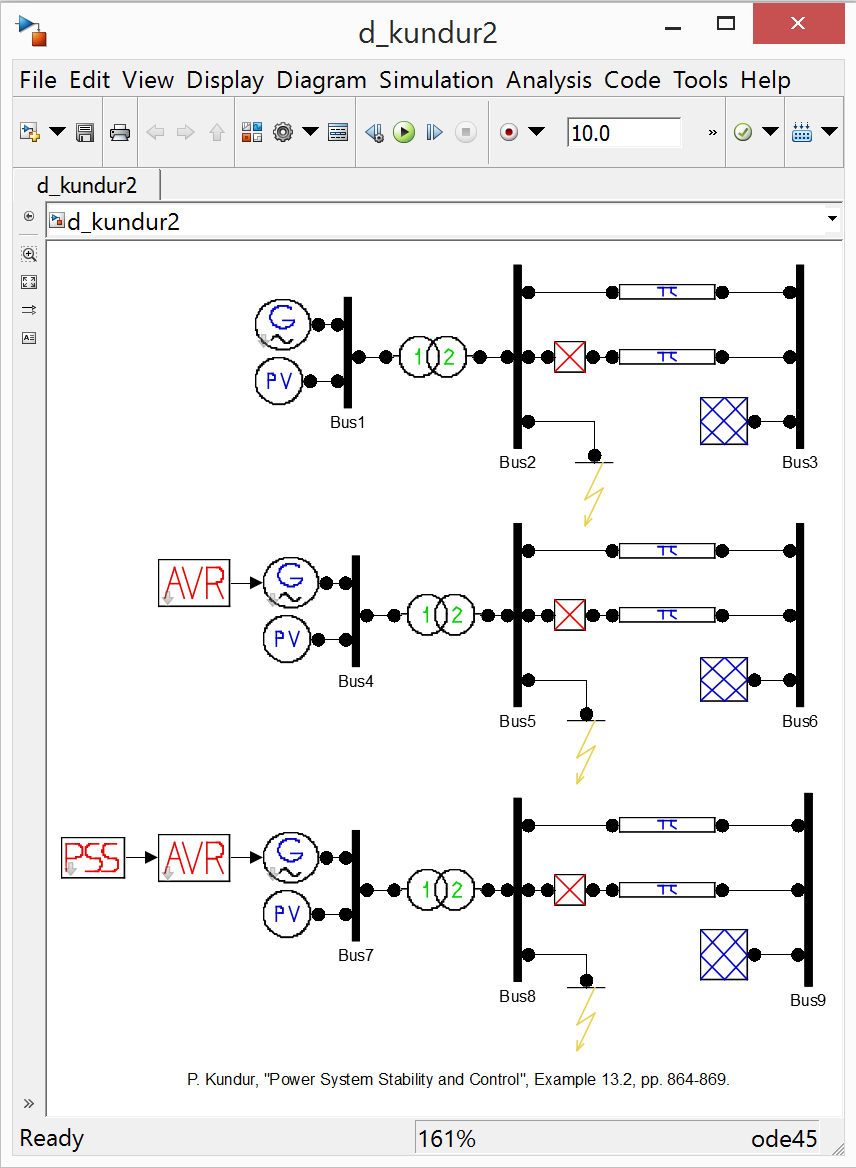 d_kundur2
File Edit View Display Diagram Simulation Analysis Code Tools Help
10.0 »
d_kundur2
d_kundur2
G
PV
1 2
π
π
Bus1
Bus2
Bus3
AVR
G
PV
1 2
π
π
Bus4
Bus5
Bus6
PSS
AVR
G
PV
1 2
π
π
Bus7
Bus8
Bus9
P. Kundur, "Power System Stability and Control", Example 13.2, pp. 864-869.
»
Ready 161% ode45